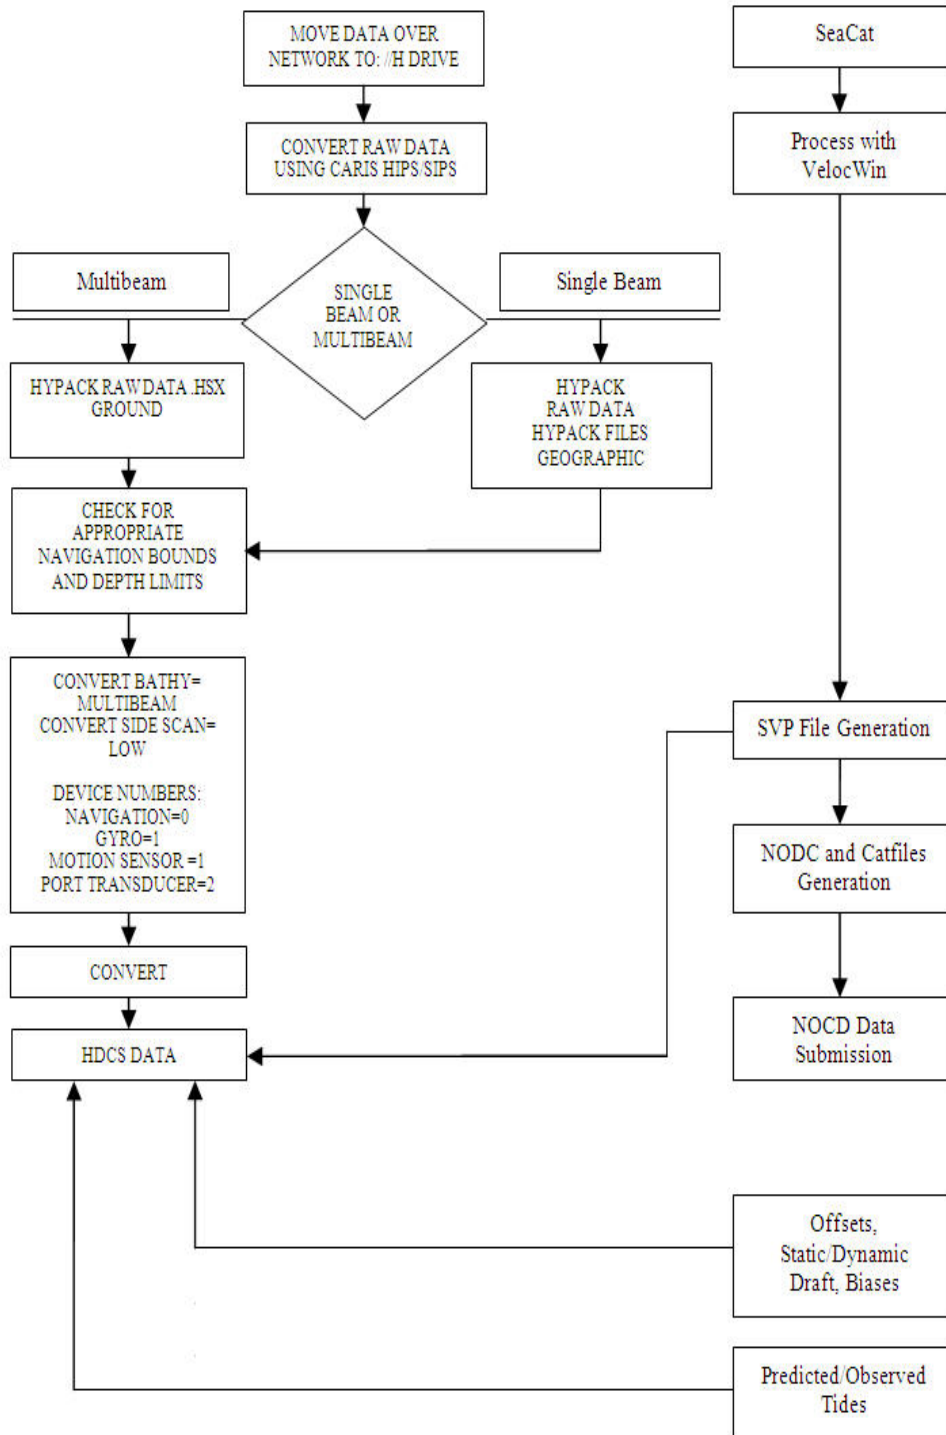 MOVE DATA OVER
NETWORK TO: //H DRIVE
CONVERT RAW DATA
USING CARIS HIPS/SIPS
SINGLE
BEAM OR
MULTIBEAM
Multibeam
Single Beam
HYPACK RAW DATA .HSX
GROUND
HYPACK
RAW DATA
HYPACK FILES
GEOGRAPHIC
CHECK FOR
APPROPRIATE
NAVIGATION BOUNDS
AND DEPTH LIMITS
CONVERT BATHY=
MULTIBEAM
CONVERT SIDE SCAN=
LOW
DEVICE NUMBERS:
NAVIGATION=0
GYRO=1
MOTION SENSOR =1
PORT TRANSDUCER=2
CONVERT
HDCS DATA
SeaCat
Process with
VelocWin
SVP File Generation
NODC and Catfiles
Generation
NOCD Data
Submission
Offsets,
Static/Dynamic
Draft, Biases
Predicted/Observed
Tides